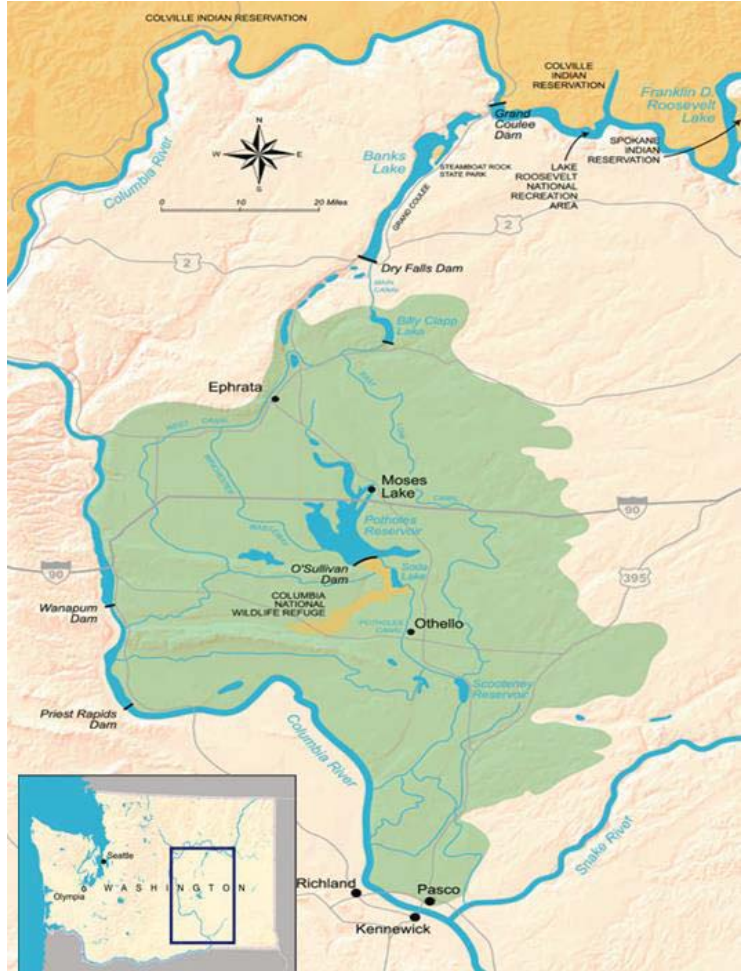 COLVILLE INDIAN RESERVATION
COLVILLE
INDIAN
RESERVATION
Franklin D.
Roosevelt
Lake
Grand
Coulee
Dam
SPOKANE
INDIAN
RESERVATION
LAKE
ROOSEVELT
NATIONAL
RECREATION
AREA
Columbia River
N
W
E
S
0
20 Miles
Banks
Lake
STEAMBOAT ROCK
STATE PARK
GRAND COULEE
2
2
Dry Falls Dam
MAIN
CANAL
Billy Clapp
Lake
Ephrata
WEST CANAL
EAST
LOW
CANAL
Moses
Lake
WASTEWAY
Potholes
Reservoir
90
90
395
O'Sullivan
Dam
Soda
Lake
COLUMBIA
NATIONAL
WILDLIFE REFUGE
Wanapum
Dam
POTHOLES
CANAL
Othello
Scooteney
Reservoir
Priest Rapids
Dam
Columbia
River
Snake River
Richland
Pasco
Kennewick
Seattle
Olympia
WASHINGTON